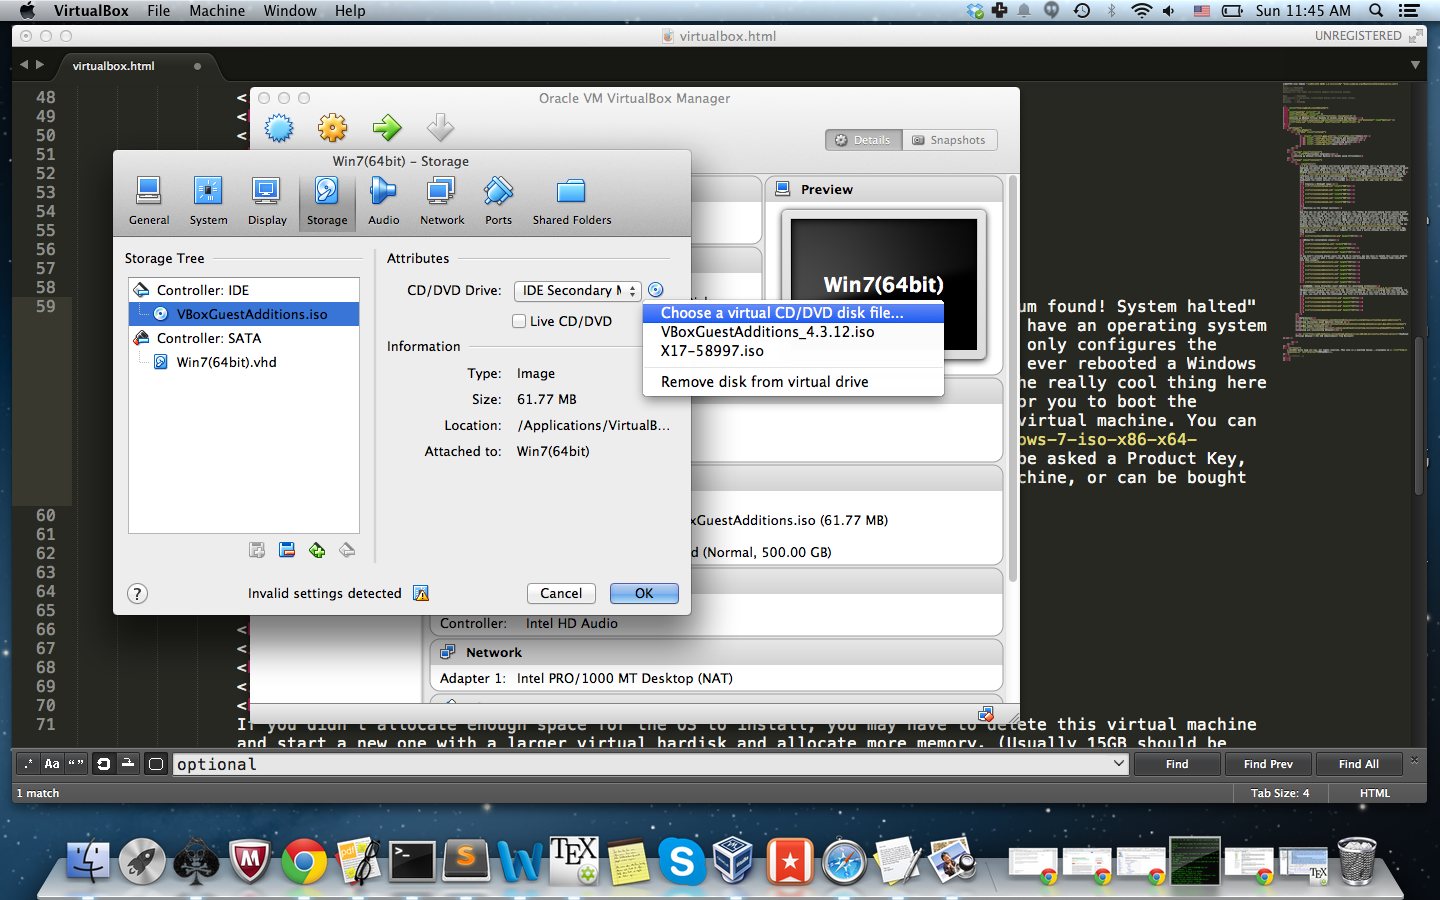 VirtualBox File Machine Window Help
Sun 11:45 AM
virtualbox.html
UNREGISTERED
virtualbox.html
48
49
50
51
52
53
54
55
56
57
58
59
60
61
62
63
64
65
66
67
68
69
70
71
Oracle VM VirtualBox Manager
Details Snapshots
Win7(64bit) – Storage
General System Display Storage Audio Network Ports Shared Folders
Storage Tree
Controller: IDE
VBoxGuestAdditions.iso
Controller: SATA
Win7(64bit).vhd
Attributes
CD/DVD Drive: IDE Secondary
Live CD/DVD
Information
Type: Image
Size: 61.77 MB
Location: /Applications/VirtualB...
Attached to: Win7(64bit)
? Invalid settings detected Cancel OK
Choose a virtual CD/DVD disk file...
VBoxGuestAdditions_4.3.12.iso
X17-58997.iso
Remove disk from virtual drive
Preview
Win7(64bit)
xGuestAdditions.iso (61.77 MB)
d (Normal, 500.00 GB)
Controller: Intel HD Audio
Network
Adapter 1: Intel PRO/1000 MT Desktop (NAT)
um found! System halted"
have an operating system
only configures the
ever rebooted a Windows
ne really cool thing here
or you to boot the
virtual machine. You can
ows-7-iso-x86-x64-
be asked a Product Key,
chine, or can be bought
If you didn't allocate enough space for the OS to install, you may have to delete this virtual machine
and start a new one with a larger virtual hardisk and allocate more memory. (Usually 15GB should be
.* Aa “” optional Find Find Prev Find All
1 match
Tab Size: 4 HTML